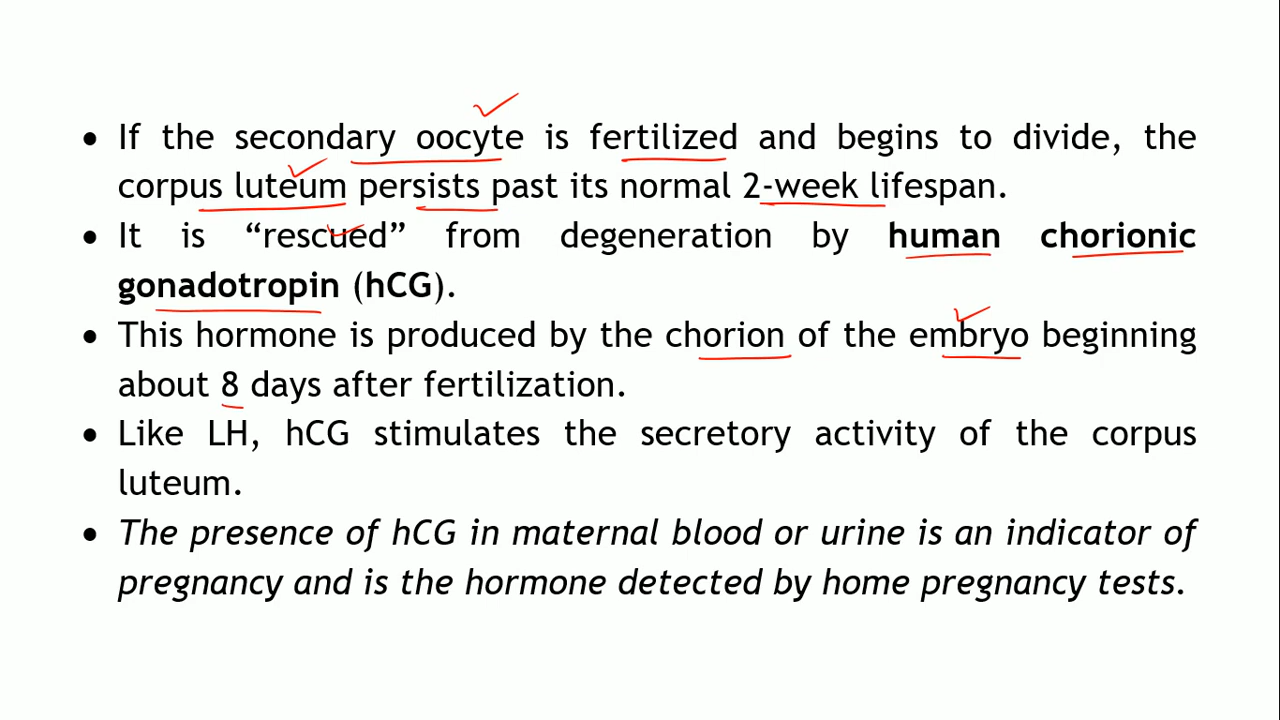 • If the secondary oocyte is fertilized and begins to divide, the
corpus luteum persists past its normal 2-week lifespan.
• It is “rescued” from degeneration by human chorionic
gonadotropin (hCG).
• This hormone is produced by the chorion of the embryo beginning
about 8 days after fertilization.
• Like LH, hCG stimulates the secretory activity of the corpus
luteum.
• The presence of hCG in maternal blood or urine is an indicator of
pregnancy and is the hormone detected by home pregnancy tests.